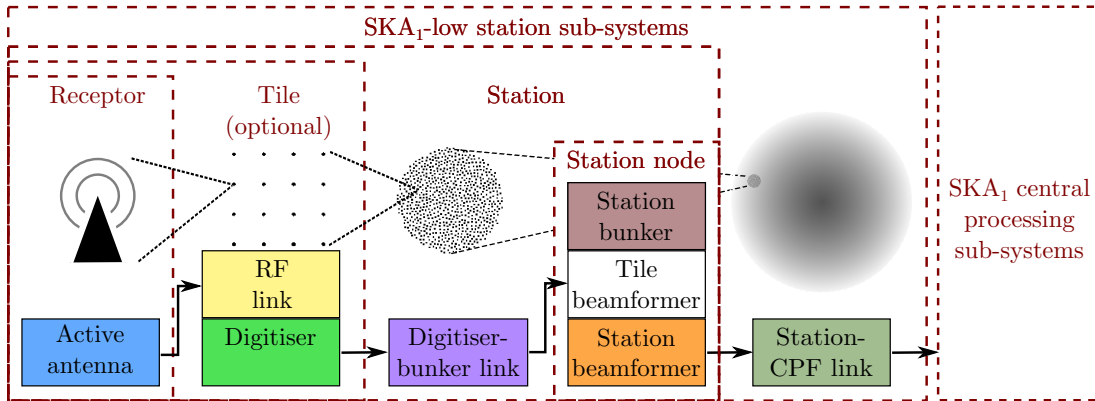 SKA₁-low station sub-systems
Receptor
Tile
(optional)
Station
Station node
Station
bunker
RF
link
Tile
beamformer
Active
antenna
Digitiser
Digitiser-
bunker link
Station
beamformer
Station-
CPF link
SKA₁ central
processing
sub-systems